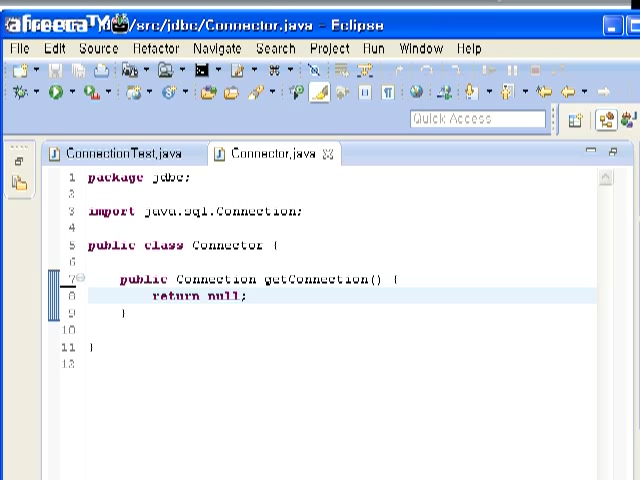 afreecaTV /src/jdbc/Connector.java - Eclipse
File Edit Source Refactor Navigate Search Project Run Window Help
Quick Access
ConnectionTest.java Connector.java
1 package jdbc;
2
3 import java.sql.Connection;
4
5 public class Connector {
6
7 public Connection getConnection() {
8 return null;
9 }
10
11 }
12